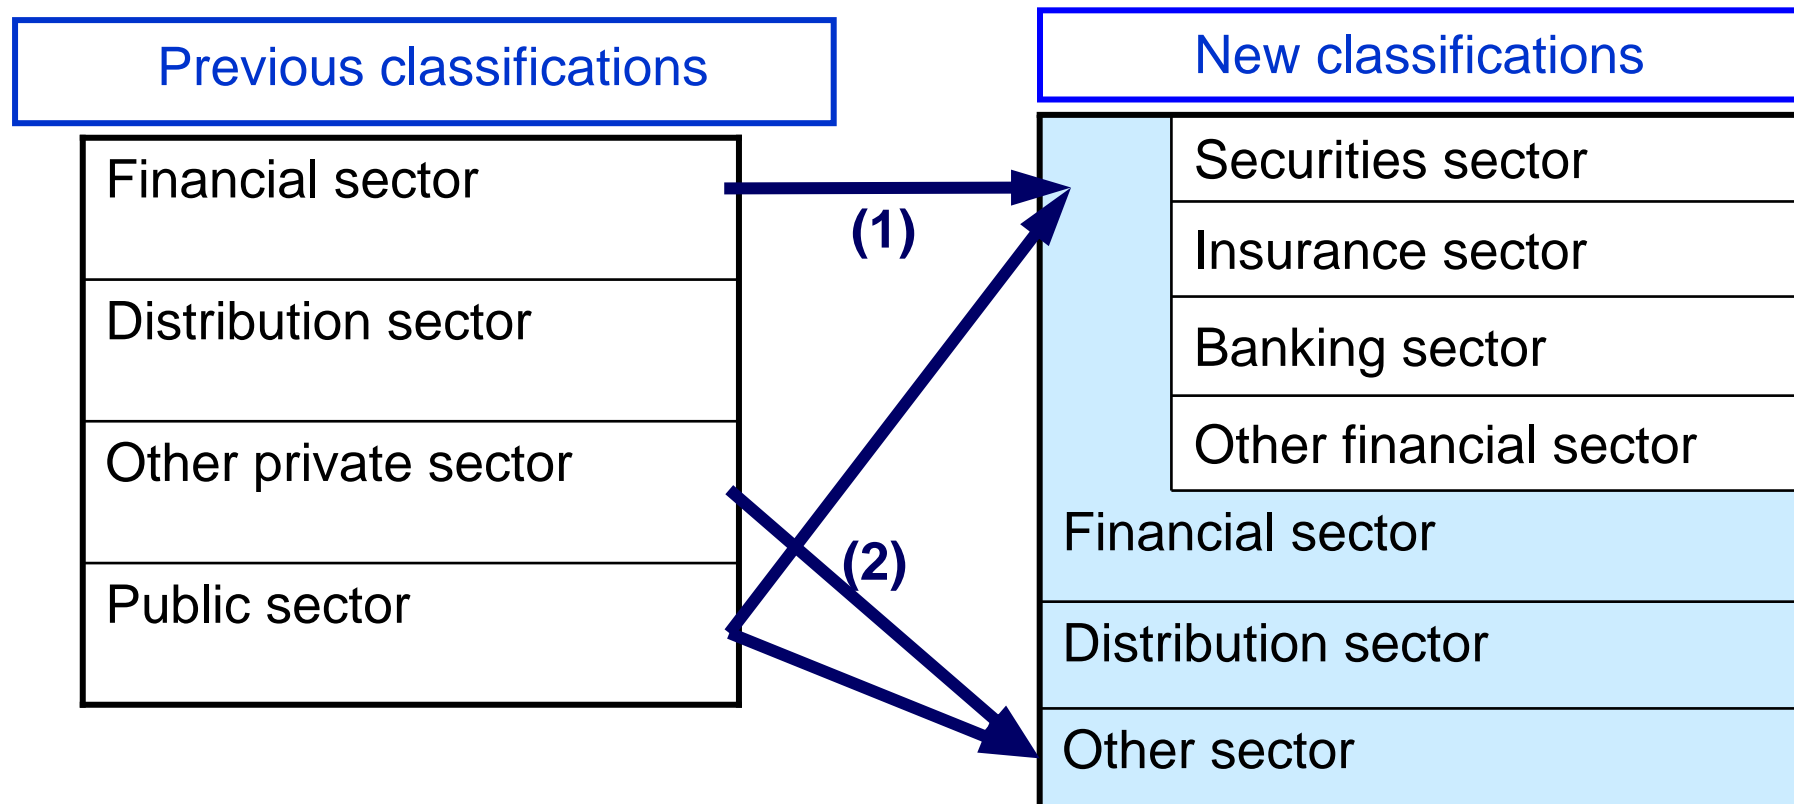 Previous classifications
Financial sector
Distribution sector
Other private sector
Public sector
(1)
(2)
New classifications
Securities sector
Insurance sector
Banking sector
Other financial sector
Financial sector
Distribution sector
Other sector